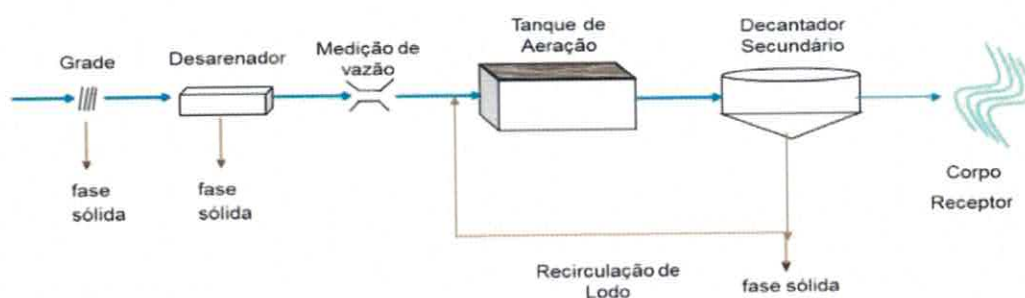 Grade
fase
sólida
Desarenador
fase
sólida
Medição de
vazão
Tanque de
Aeração
Decantador
Secundário
Corpo
Receptor
Recirculação de
Lodo
fase sólida